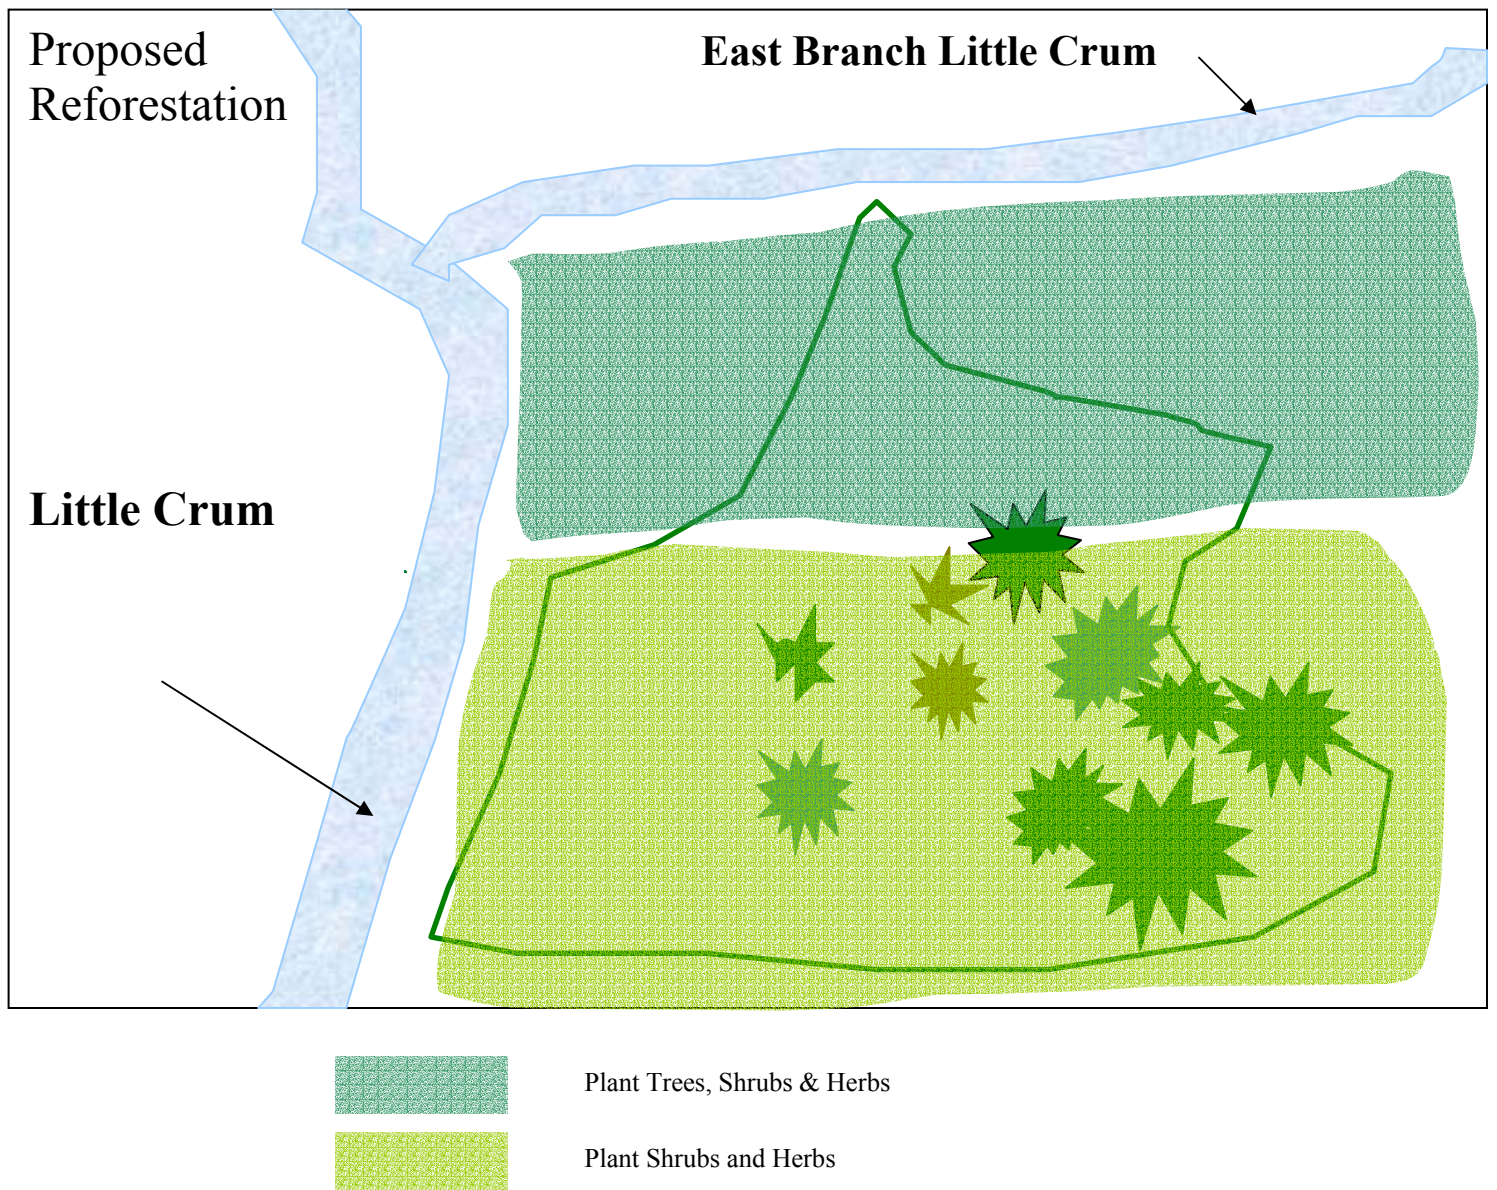 Proposed
Reforestation
East Branch Little Crum
Little Crum
Plant Trees, Shrubs & Herbs
Plant Shrubs and Herbs